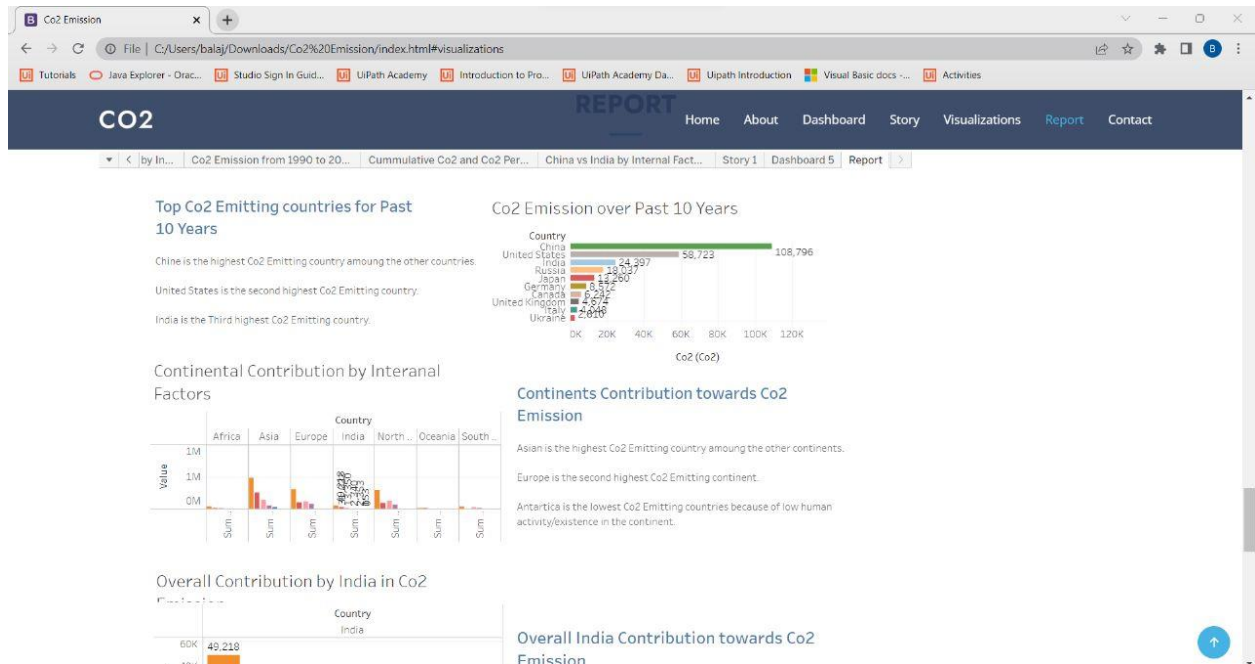 Co2 Emission
File | C:/Users/balaj/Downloads/Co2%20Emission/index.html#visualizations
Tutorials Java Explorer - Orac... Studio Sign In Guid... UiPath Academy Introduction to Pro... UiPath Academy Da... Uipath Introduction Visual Basic docs -... Activities
REPORT
CO2 Home About Dashboard Story Visualizations Report Contact
by In... Co2 Emission from 1990 to 20... Cummulative Co2 and Co2 Per... China vs India by Internal Fact... Story 1 Dashboard 5 Report
Top Co2 Emitting countries for Past
10 Years
Chine is the highest Co2 Emitting country amoung the other countries.
United States is the second highest Co2 Emitting country.
India is the Third highest Co2 Emitting country.
Co2 Emission over Past 10 Years
Country
China 108,796
United States 58,723
India 24,397
Russia 18,037
Japan 13,260
Germany 8,572
Canada 6,242
United Kingdom 4,674
Italy 4,048
Ukraine 2,810
0K 20K 40K 60K 80K 100K 120K
Co2 (Co2)
Continental Contribution by Interanal
Factors
Country
Africa Asia Europe India North .. Oceania South ..
1M
1M
0M
Value
Sum .. Sum .. Sum .. Sum .. Sum .. Sum .. Sum ..
Continents Contribution towards Co2
Emission
Asian is the highest Co2 Emitting country amoung the other continents.
Europe is the second highest Co2 Emitting continent.
Antartica is the lowest Co2 Emitting countries because of low human
activity/existence in the continent.
Overall Contribution by India in Co2
Emission
Country
India
60K 49,218
Overall India Contribution towards Co2
Emission